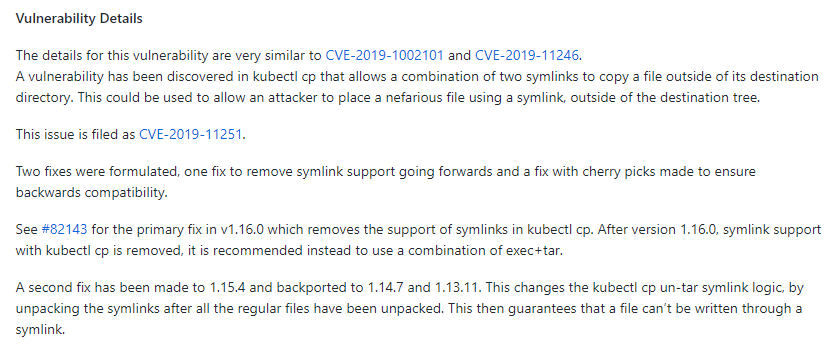 Vulnerability Details
The details for this vulnerability are very similar to CVE-2019-1002101 and CVE-2019-11246.
A vulnerability has been discovered in kubectl cp that allows a combination of two symlinks to copy a file outside of its destination
directory. This could be used to allow an attacker to place a nefarious file using a symlink, outside of the destination tree.
This issue is filed as CVE-2019-11251.
Two fixes were formulated, one fix to remove symlink support going forwards and a fix with cherry picks made to ensure
backwards compatibility.
See #82143 for the primary fix in v1.16.0 which removes the support of symlinks in kubectl cp. After version 1.16.0, symlink support
with kubectl cp is removed, it is recommended instead to use a combination of exec+tar.
A second fix has been made to 1.15.4 and backported to 1.14.7 and 1.13.11. This changes the kubectl cp un-tar symlink logic, by
unpacking the symlinks after all the regular files have been unpacked. This then guarantees that a file can't be written through a
symlink.